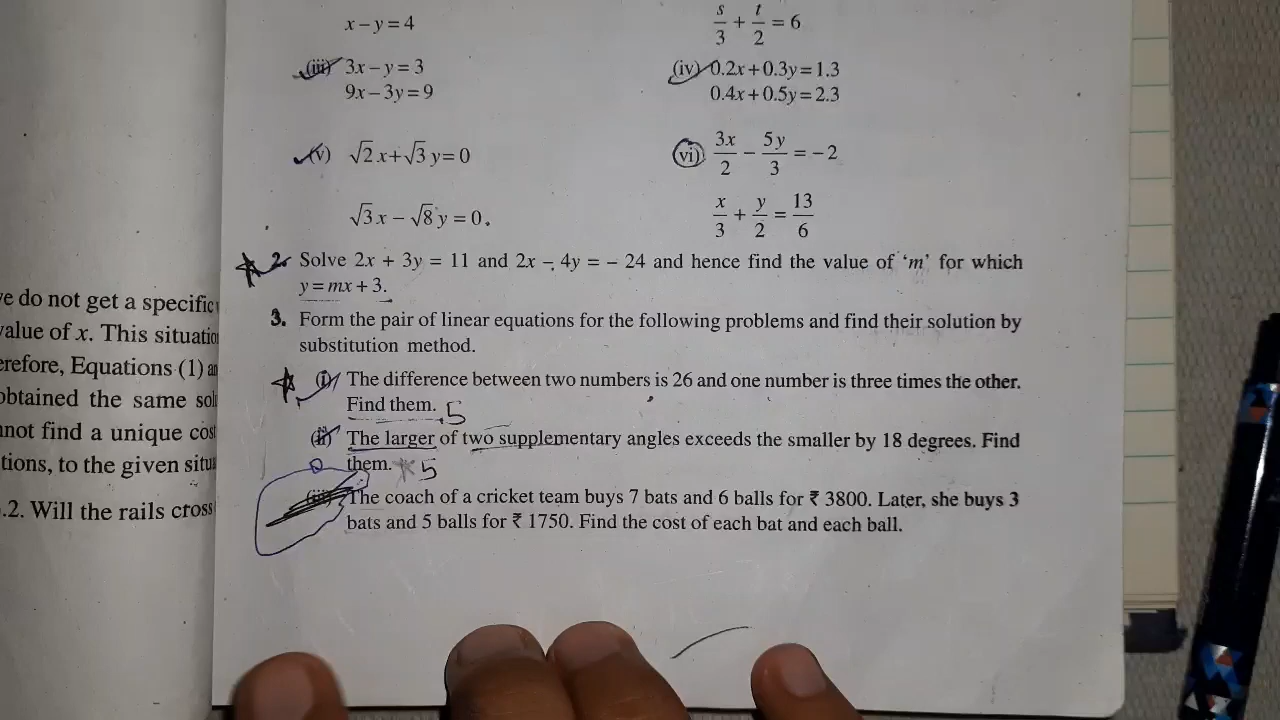 x – y = 4
s/3 + t/2 = 6
(iii) 3x – y = 3
9x – 3y = 9
(iv) 0.2x + 0.3y = 1.3
0.4x + 0.5y = 2.3
(v) √2 x + √3 y = 0
√3 x – √8 y = 0
(vi) 3x/2 – 5y/3 = –2
x/3 + y/2 = 13/6
2. Solve 2x + 3y = 11 and 2x – 4y = – 24 and hence find the value of ‘m’ for which
y = mx + 3.
3. Form the pair of linear equations for the following problems and find their solution by
substitution method.
(i) The difference between two numbers is 26 and one number is three times the other.
Find them. 5
(ii) The larger of two supplementary angles exceeds the smaller by 18 degrees. Find
them. 5
(iii) The coach of a cricket team buys 7 bats and 6 balls for ₹ 3800. Later, she buys 3
bats and 5 balls for ₹ 1750. Find the cost of each bat and each ball.
do not get a specific
value of x. This
Equations (1)
obtained the same
find a unique
to the given
.2. Will the rails cross